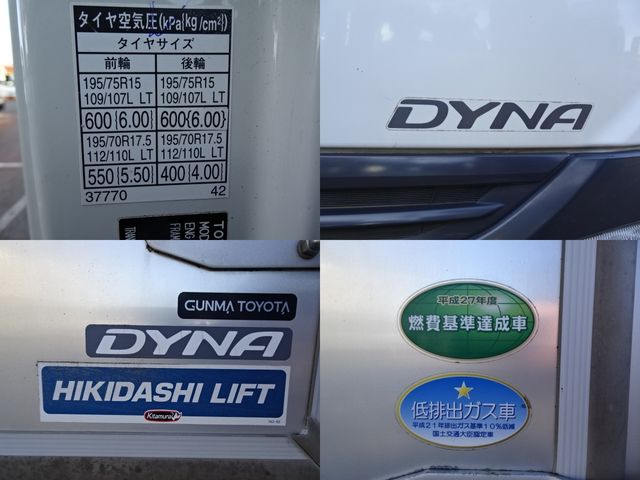 タイヤ空気圧(kPa{kg/cm²})
タイヤサイズ
前輪 後輪
195/75R15 195/75R15
109/107L LT 109/107L LT
600{6.00} 600{6.00}
195/70R17.5 195/70R17.5
112/110L LT 112/110L LT
550{5.50} 400{4.00}
37770 42
DYNA
GUNMA TOYOTA
DYNA
HIKIDASHI LIFT
Kitamura
平成27年度
燃費基準達成車
低排出ガス車
平成21年排出ガス基準10%低減
国土交通大臣認定車